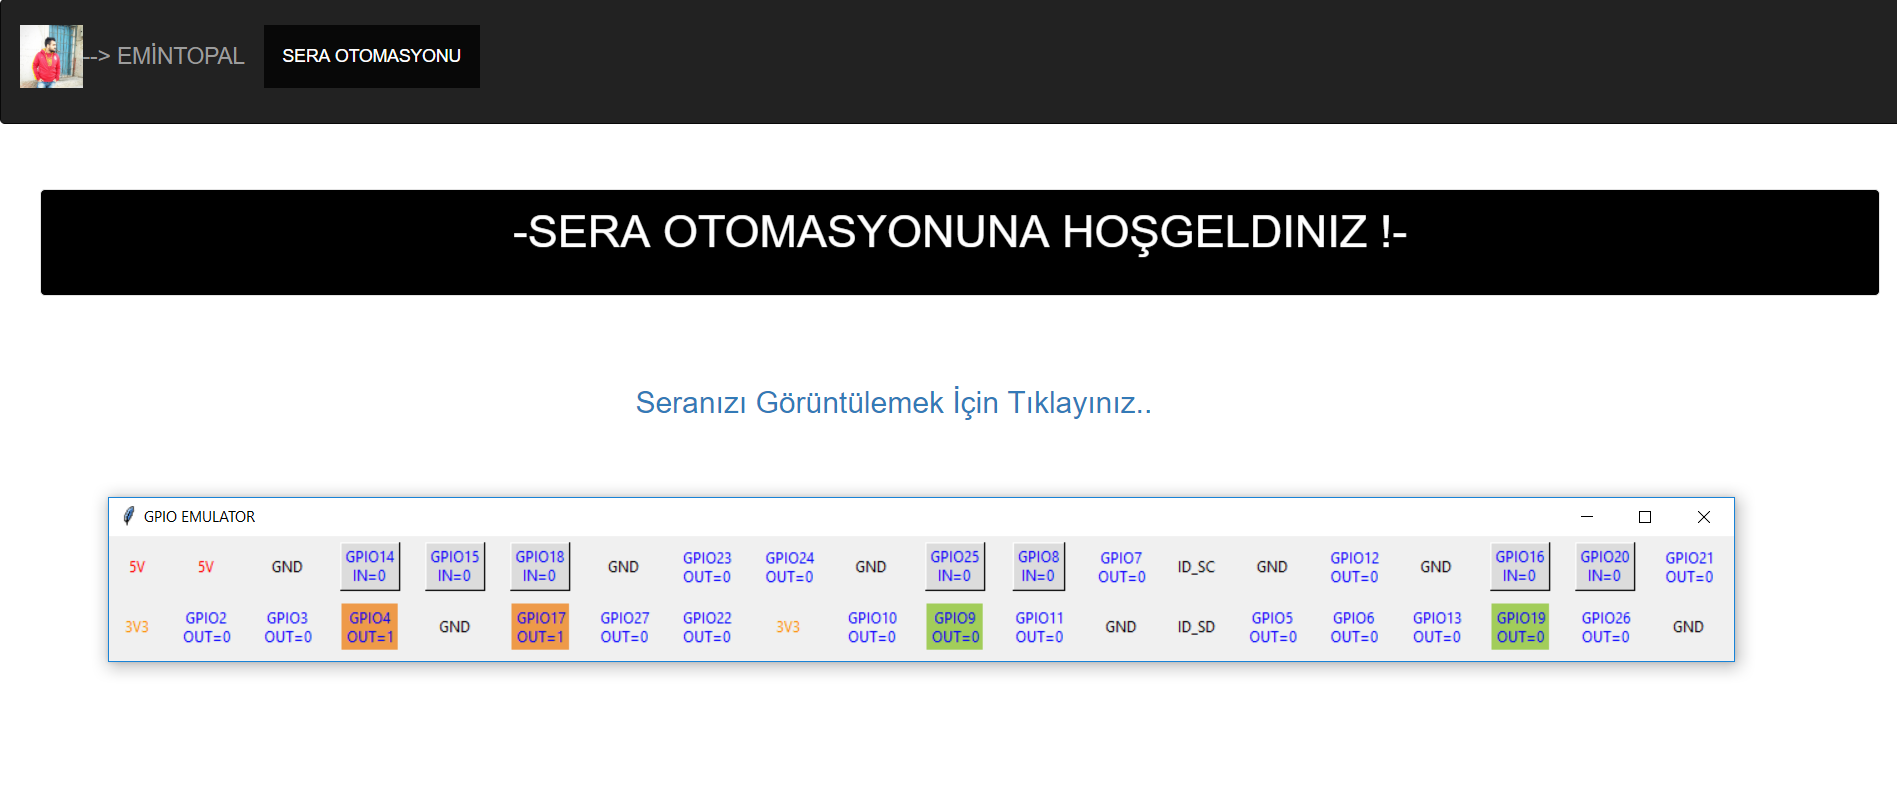 --> EMİNTOPAL SERA OTOMASYONU
-SERA OTOMASYONUNA HOŞGELDINIZ !-
Seranızı Görüntülemek İçin Tıklayınız..
GPIO EMULATOR
5V 5V GND GPIO14 IN=0 GPIO15 IN=0 GPIO18 IN=0 GND GPIO23 OUT=0 GPIO24 OUT=0 GND GPIO25 IN=0 GPIO8 IN=0 GPIO7 OUT=0 ID_SC GND GPIO12 OUT=0 GND GPIO16 IN=0 GPIO20 IN=0 GPIO21 OUT=0
3V3 GPIO2 OUT=0 GPIO3 OUT=0 GPIO4 OUT=1 GND GPIO17 OUT=1 GPIO27 OUT=0 GPIO22 OUT=0 3V3 GPIO10 OUT=0 GPIO9 OUT=0 GPIO11 OUT=0 GND ID_SD GPIO5 OUT=0 GPIO6 OUT=0 GPIO13 OUT=0 GPIO19 OUT=0 GPIO26 OUT=0 GND